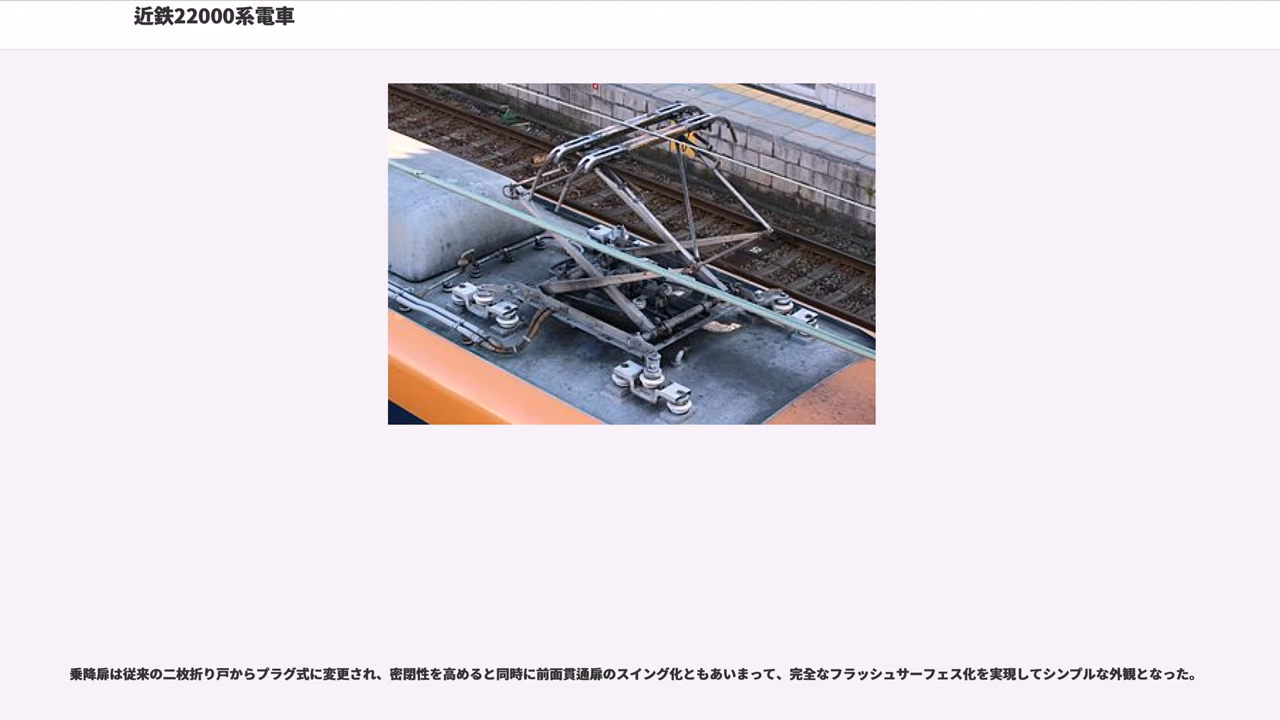 近鉄22000系電車
乗降扉は従来の二枚折り戸からプラグ式に変更され、密閉性を高めると同時に前面貫通扉のスイング化ともあいまって、完全なフラッシュサーフェス化を実現してシンプルな外観となった。